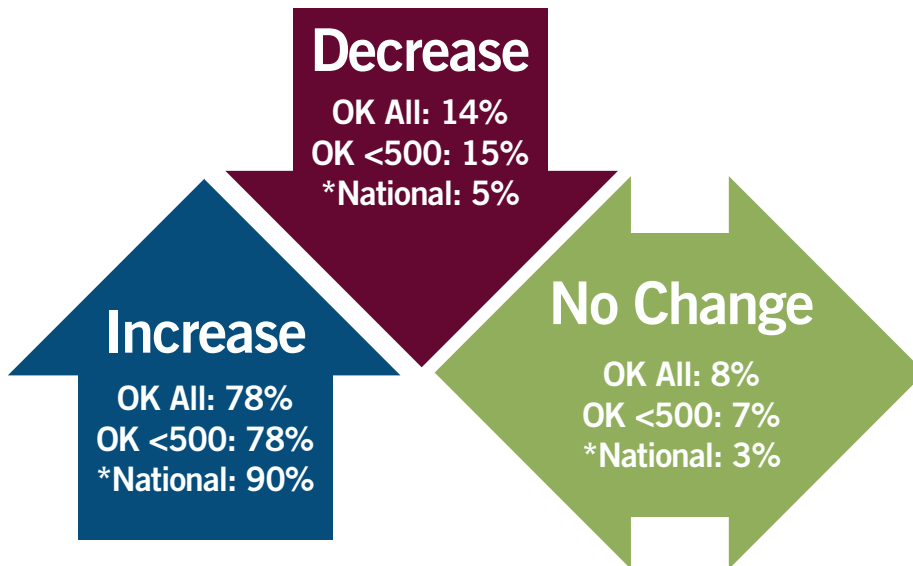 Decrease
OK All: 14%
OK <500: 15%
*National: 5%
Increase
OK All: 78%
OK <500: 78%
*National: 90%
No Change
OK All: 8%
OK <500: 7%
*National: 3%